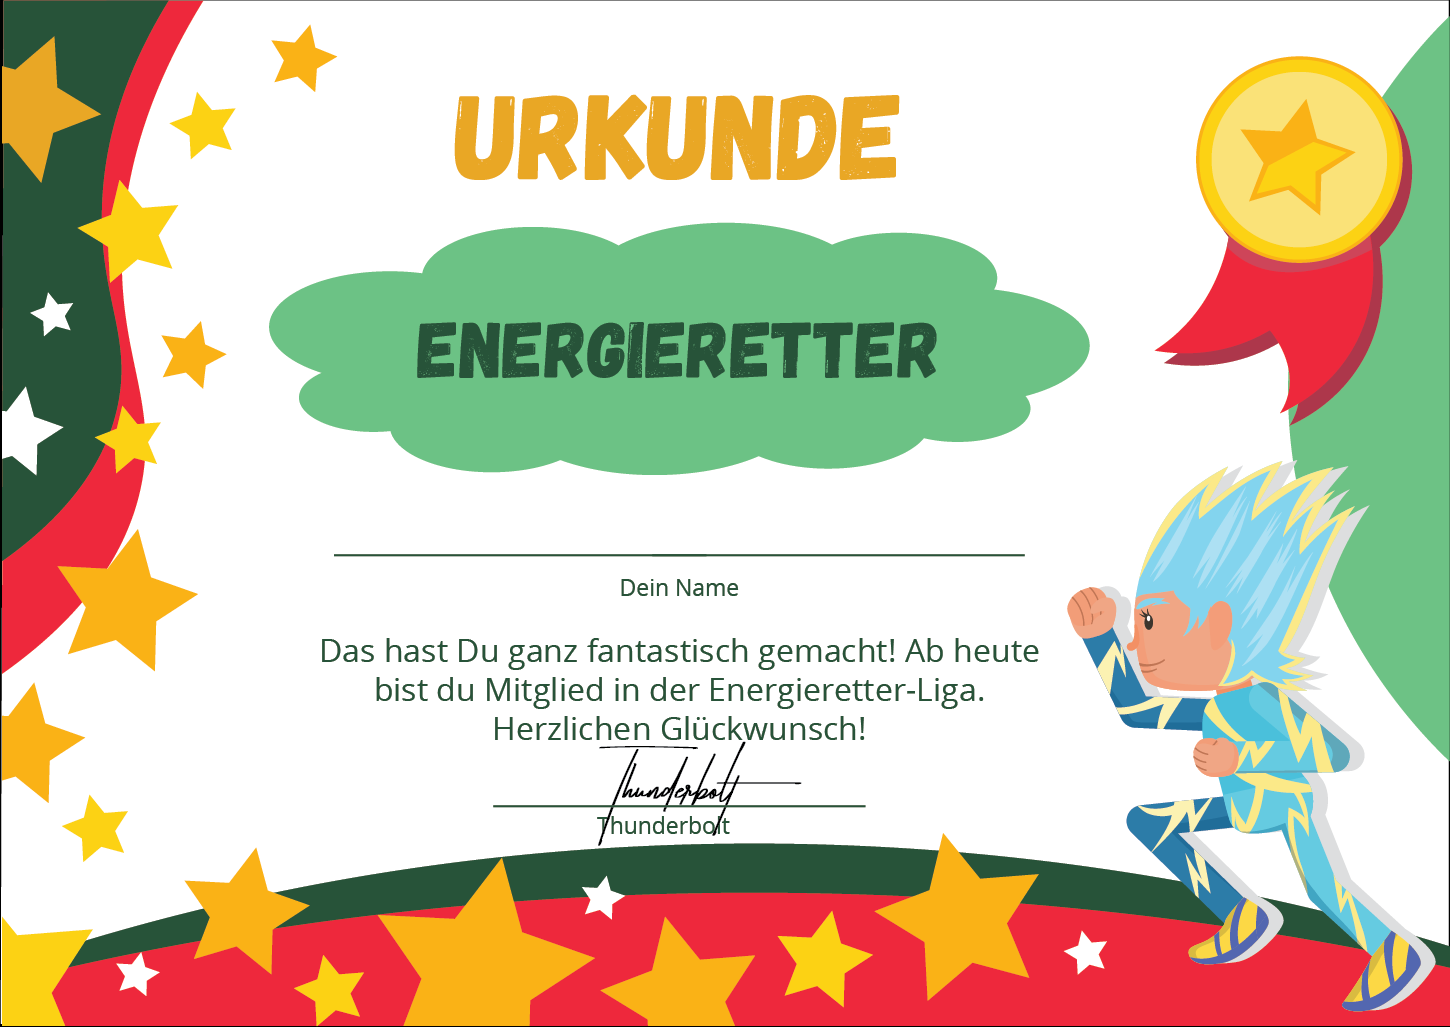 URKUNDE
ENERGIERETTER
Dein Name
Das hast Du ganz fantastisch gemacht! Ab heute
bist du Mitglied in der Energieretter-Liga.
Herzlichen Glückwunsch!
Thunderbolt
Thunderbolt